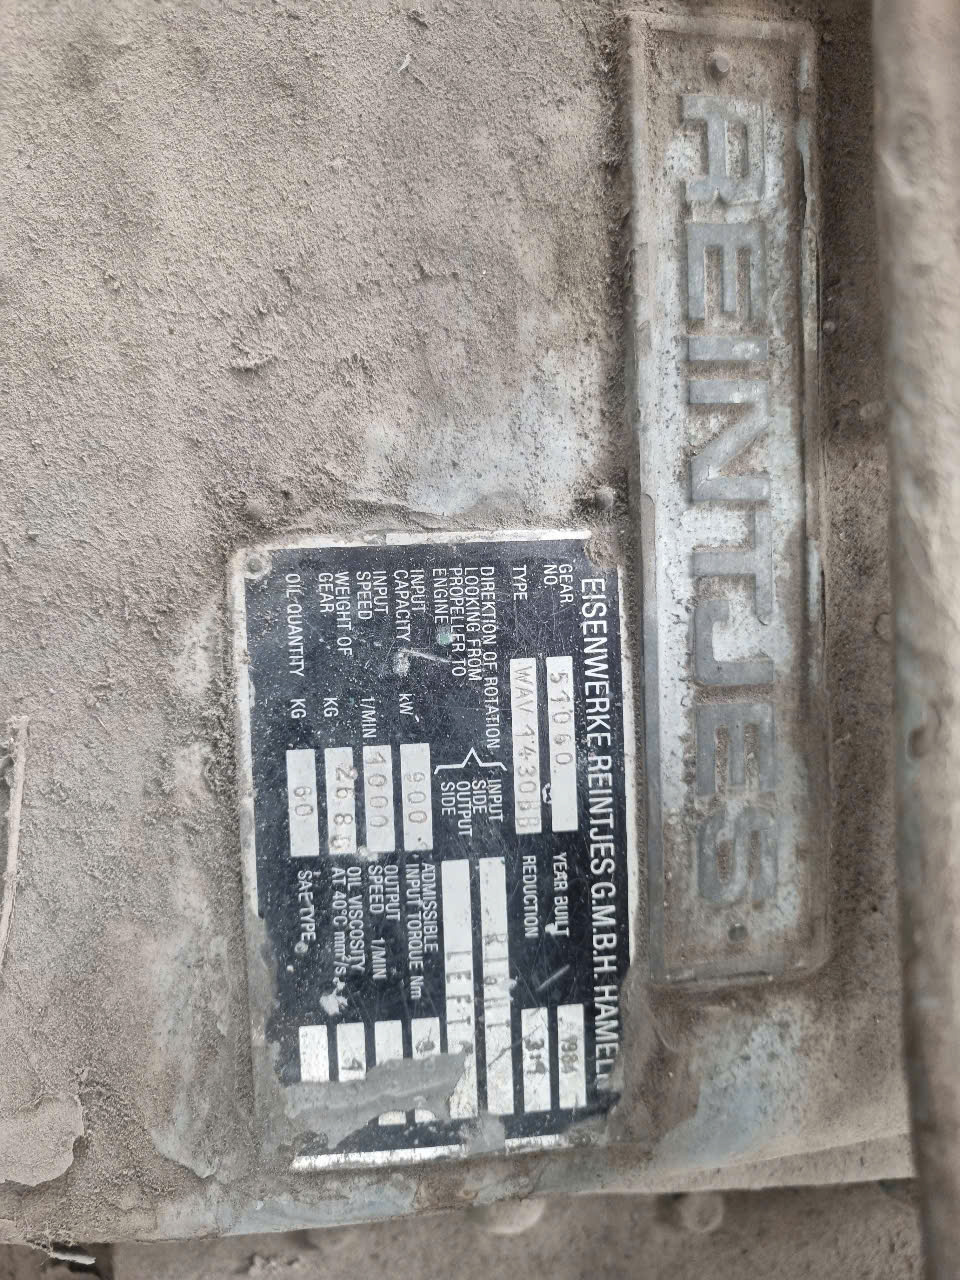 REINTJES
EISENWERKE REINTJES G.M.B.H. HAMELN
GEAR NO. 51060 YEAR BUILT 1984
TYPE WAV 1430 REDUCTION 3:1
DIREKTION OF ROTATION
LOOKING FROM
PROPELLER TO
ENGINE
INPUT SIDE RIGHT
OUTPUT SIDE LEFT
INPUT CAPACITY kW 900 ADMISSIBLE INPUT TORQUE Nm
INPUT SPEED 1/MIN 1000 OUTPUT SPEED 1/MIN
WEIGHT OF GEAR KG OIL VISCOSITY AT 40°C mm²/s 1
OIL QUANTITY KG 60 SAE-TYPE